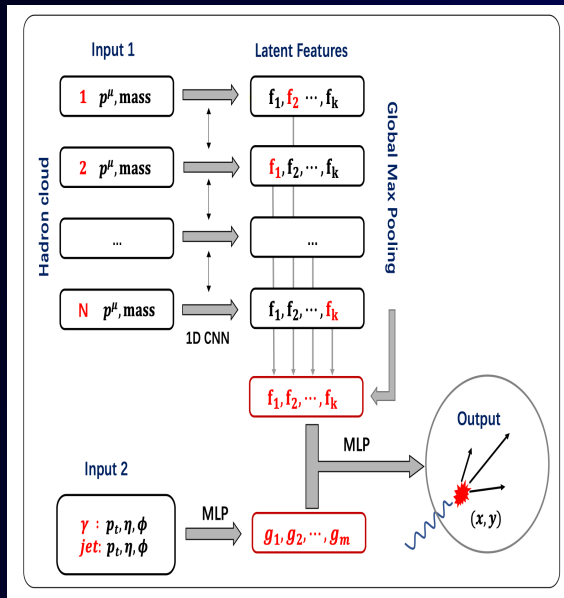 Input 1
Latent Features
Hadron cloud
1 p^μ, mass
f₁, f₂ ⋯, f_k
2 p^μ, mass
f₁, f₂, ⋯, f_k
...
...
N p^μ, mass
f₁, f₂, ⋯, f_k
1D CNN
Global Max Pooling
f₁, f₂, ⋯, f_k
MLP
Output
(x, y)
Input 2
γ : p_t, η, ϕ
jet: p_t, η, ϕ
MLP
g₁, g₂, ⋯, g_m